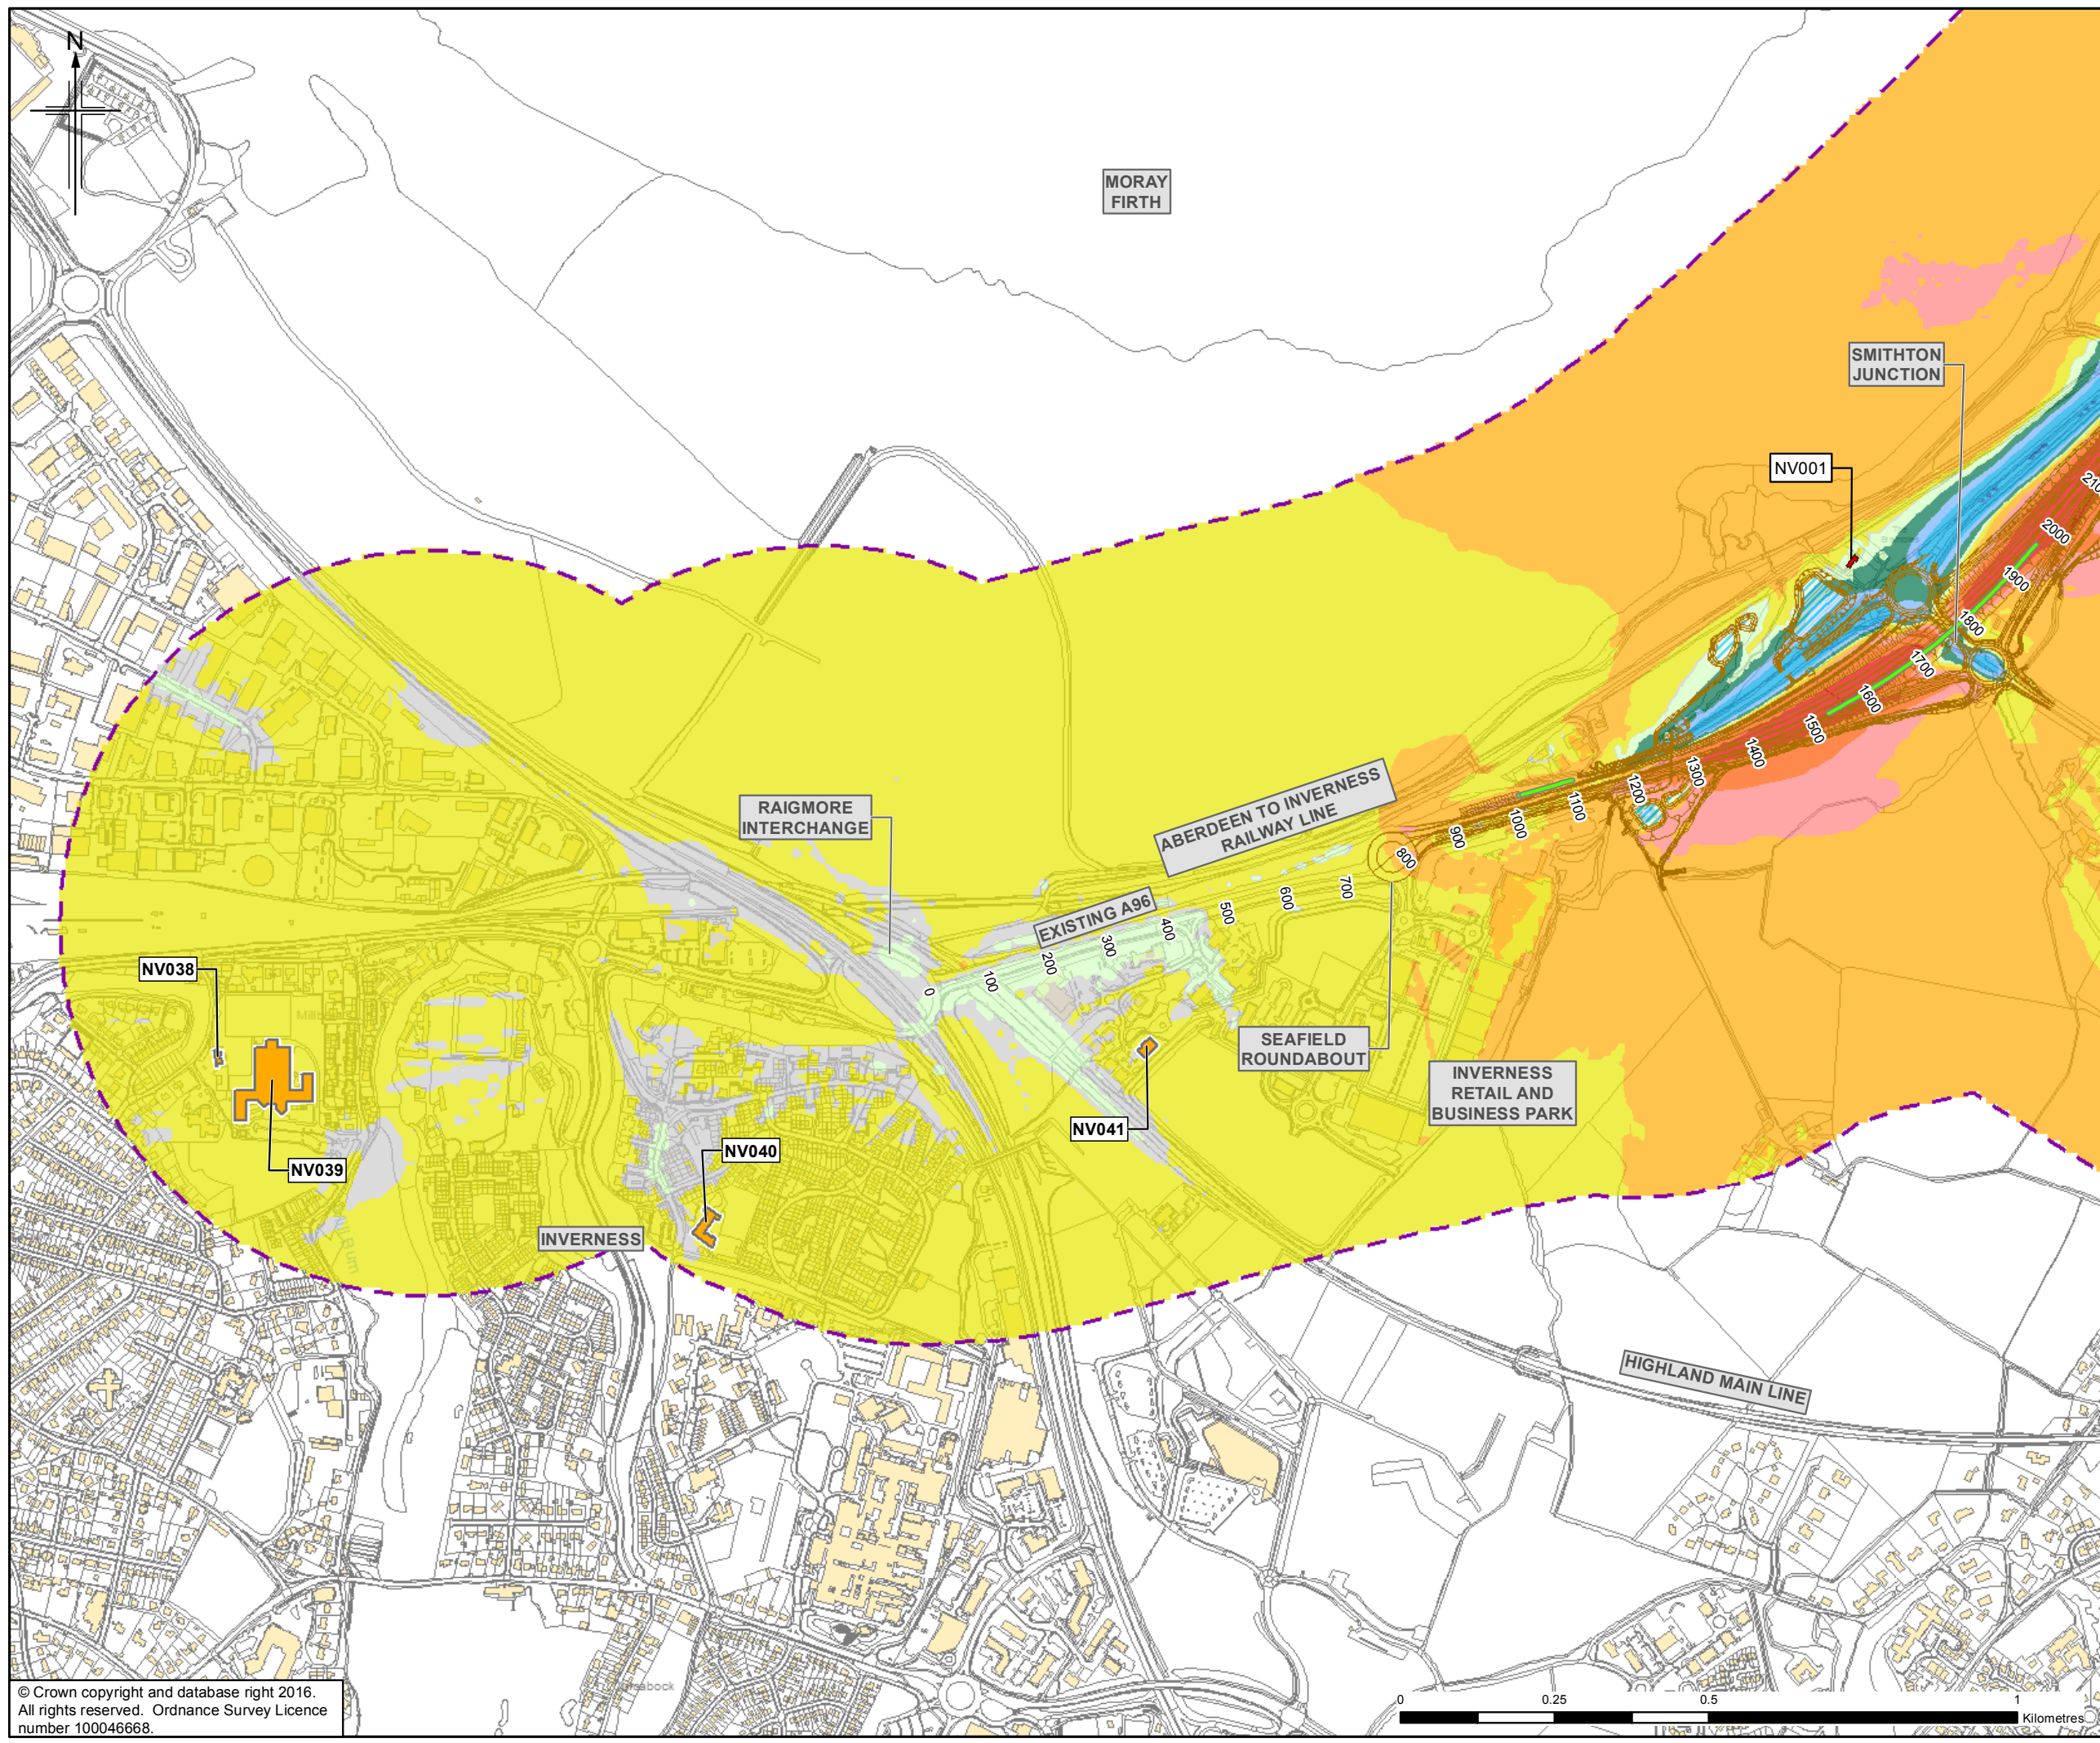 N
MORAY
FIRTH
SMITHTON
JUNCTION
NV001
2000
1900
1800
1700
1600
1500
1400
1300
1200
1100
1000
900
800
700
600
500
400
300
200
100
0
ABERDEEN TO INVERNESS
RAILWAY LINE
RAIGMORE
INTERCHANGE
EXISTING A96
NV038
NV039
NV040
NV041
SEAFIELD
ROUNDABOUT
INVERNESS
RETAIL AND
BUSINESS PARK
INVERNESS
Burn
HIGHLAND MAIN LINE
© Crown copyright and database right 2016.
All rights reserved. Ordnance Survey Licence
number 100046668.
0 0.25 0.5 1
Kilometres